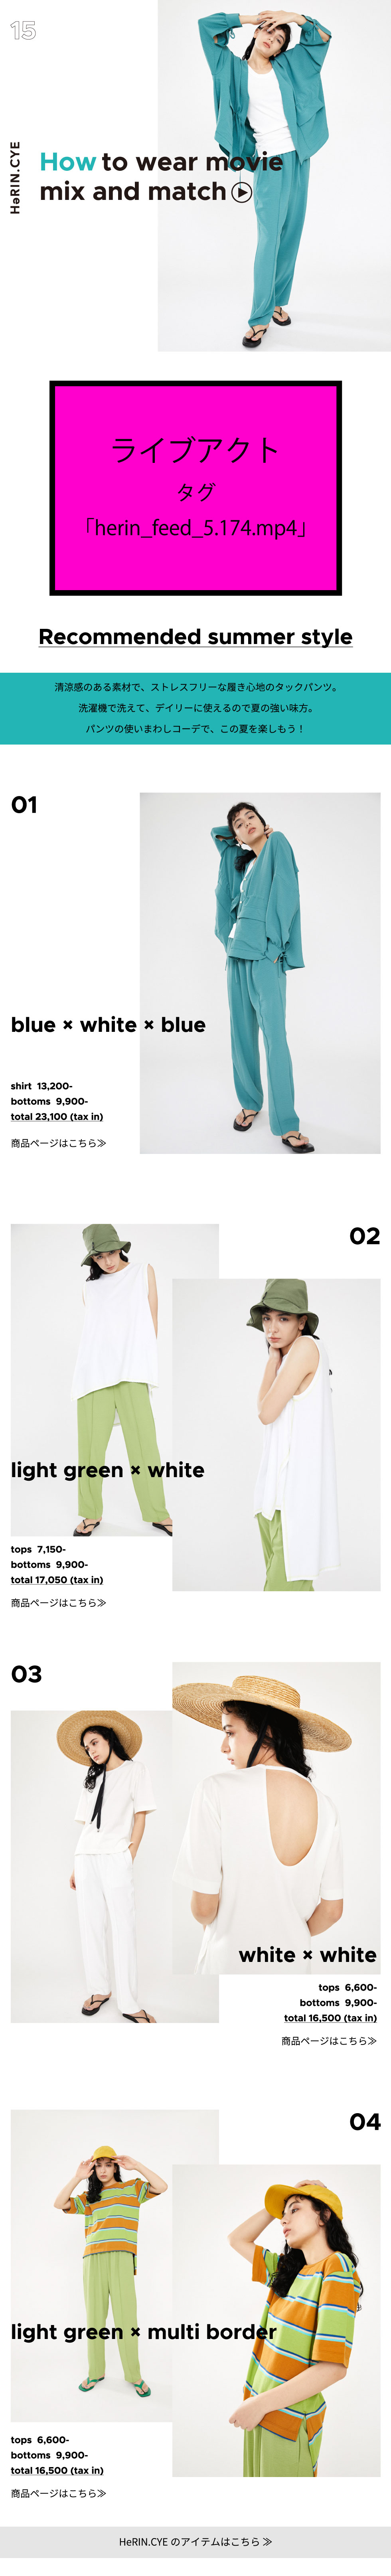 15
HəRIN.CYE
How to wear movie
mix and match
ライブアクト
タグ
「herin_feed_5.174.mp4」
Recommended summer style
清涼感のある素材で、ストレスフリーな履き心地のタックパンツ。
洗濯機で洗えて、デイリーに使えるので夏の強い味方。
パンツの使いまわしコーデで、この夏を楽しもう！
01
blue × white × blue
shirt 13,200-
bottoms 9,900-
total 23,100 (tax in)
商品ページはこちら≫
02
light green × white
tops 7,150-
bottoms 9,900-
total 17,050 (tax in)
商品ページはこちら≫
03
white × white
tops 6,600-
bottoms 9,900-
total 16,500 (tax in)
商品ページはこちら≫
04
light green × multi border
tops 6,600-
bottoms 9,900-
total 16,500 (tax in)
商品ページはこちら≫
HeRIN.CYE のアイテムはこちら ≫